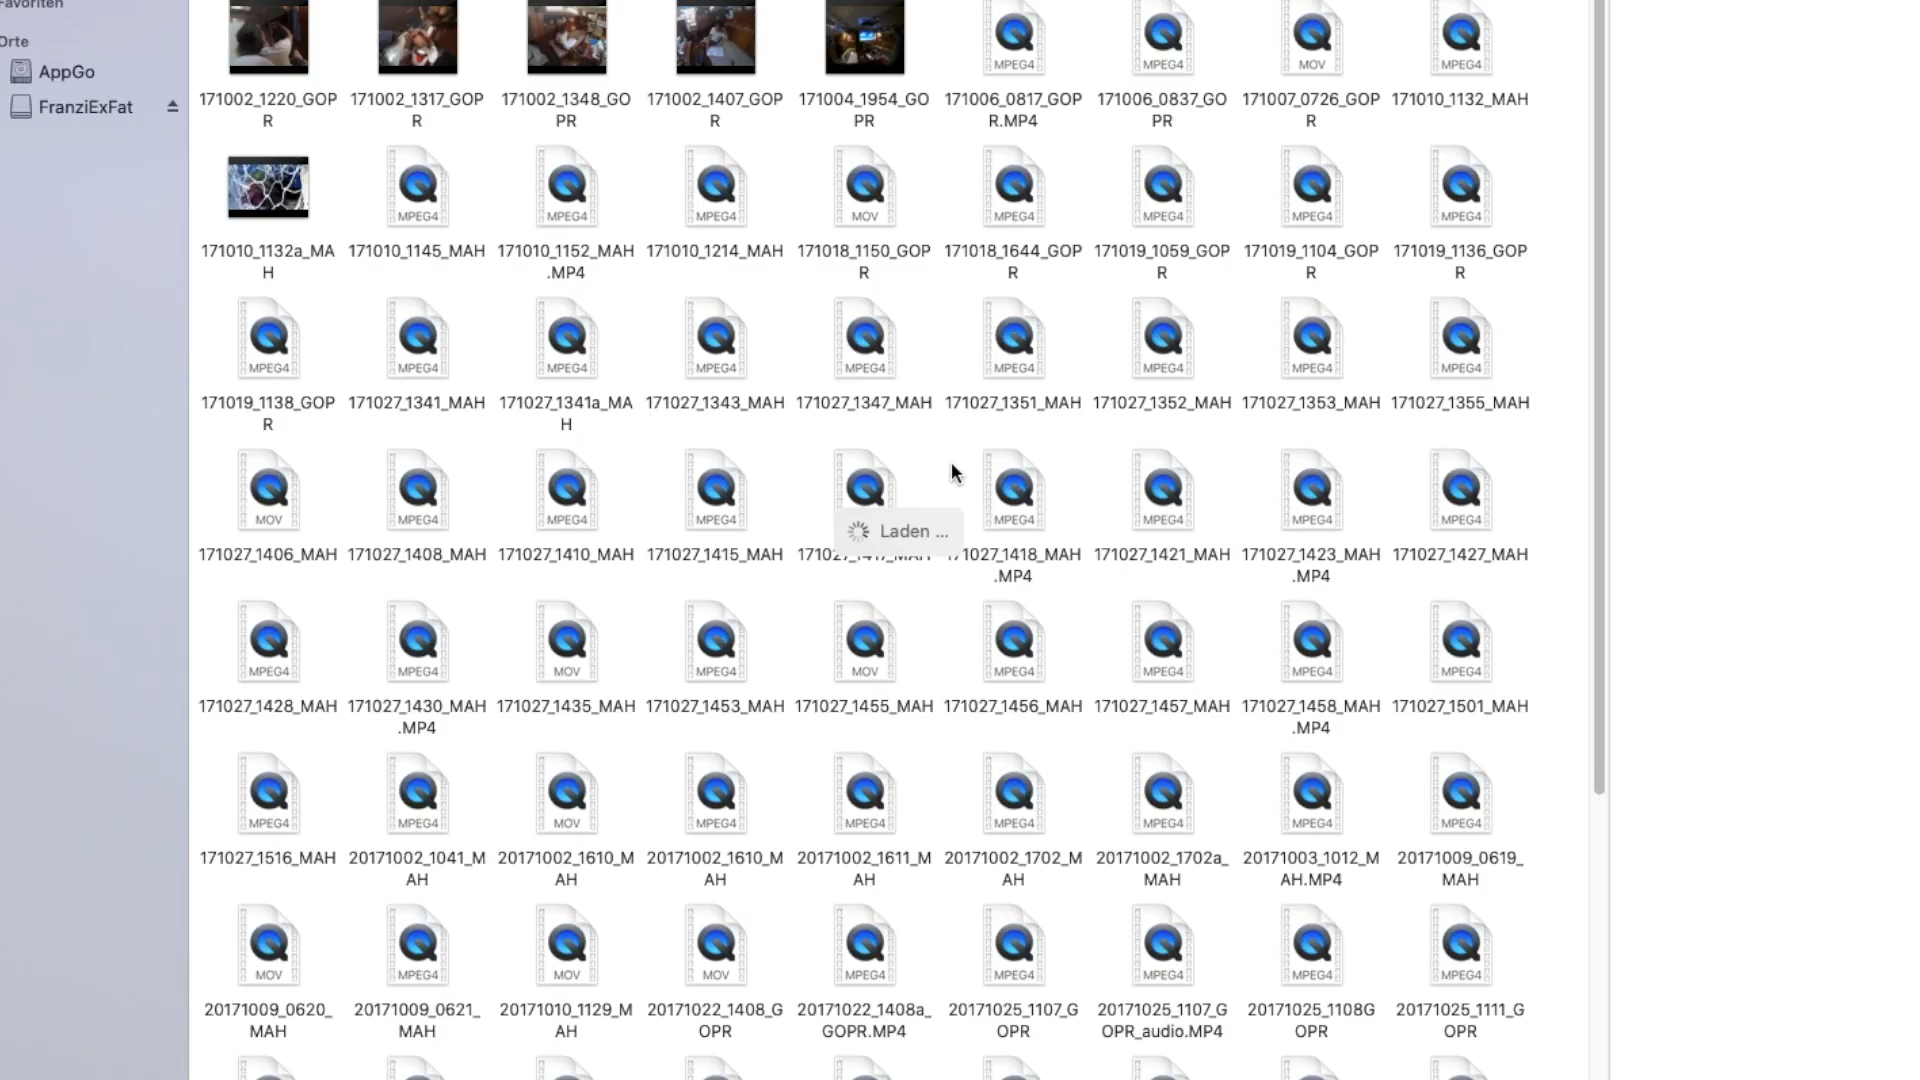 Favoriten
Orte
AppGo
FranziExFat
171002_1220_GOP
R
171002_1317_GOP
R
171002_1348_GO
PR
171002_1407_GOP
R
171004_1954_GO
PR
MPEG4
171006_0817_GOP
R.MP4
MPEG4
171006_0837_GO
PR
MOV
171007_0726_GOP
R
MPEG4
171010_1132_MAH
171010_1132a_MA
H
MPEG4
171010_1145_MAH
MPEG4
171010_1152_MAH
.MP4
MPEG4
171010_1214_MAH
MOV
171018_1150_GOP
R
MPEG4
171018_1644_GOP
R
MPEG4
171019_1059_GOP
R
MPEG4
171019_1104_GOP
R
MPEG4
171019_1136_GOP
R
MPEG4
171019_1138_GOP
R
MPEG4
171027_1341_MAH
MPEG4
171027_1341a_MA
H
MPEG4
171027_1343_MAH
MPEG4
171027_1347_MAH
MPEG4
171027_1351_MAH
MPEG4
171027_1352_MAH
MPEG4
171027_1353_MAH
MPEG4
171027_1355_MAH
MOV
171027_1406_MAH
MPEG4
171027_1408_MAH
MPEG4
171027_1410_MAH
MPEG4
171027_1415_MAH
Laden ...
MPEG4
171027_1418_MAH
.MP4
MPEG4
171027_1421_MAH
MPEG4
171027_1423_MAH
.MP4
MPEG4
171027_1427_MAH
MPEG4
171027_1428_MAH
MPEG4
171027_1430_MAH
.MP4
MOV
171027_1435_MAH
MPEG4
171027_1453_MAH
MOV
171027_1455_MAH
MPEG4
171027_1456_MAH
MPEG4
171027_1457_MAH
MPEG4
171027_1458_MAH
.MP4
MPEG4
171027_1501_MAH
MPEG4
171027_1516_MAH
MPEG4
20171002_1041_M
AH
MOV
20171002_1610_M
AH
MPEG4
20171002_1610_M
AH
MPEG4
20171002_1611_M
AH
MPEG4
20171002_1702_M
AH
MPEG4
20171002_1702a_
MAH
MPEG4
20171003_1012_M
AH.MP4
MPEG4
20171009_0619_
MAH
MOV
20171009_0620_
MAH
MPEG4
20171009_0621_
MAH
MOV
20171010_1129_M
AH
MOV
20171022_1408_G
OPR
MPEG4
20171022_1408a_
GOPR.MP4
MPEG4
20171025_1107_G
OPR
MPEG4
20171025_1107_G
OPR_audio.MP4
MPEG4
20171025_1108G
OPR
MPEG4
20171025_1111_G
OPR